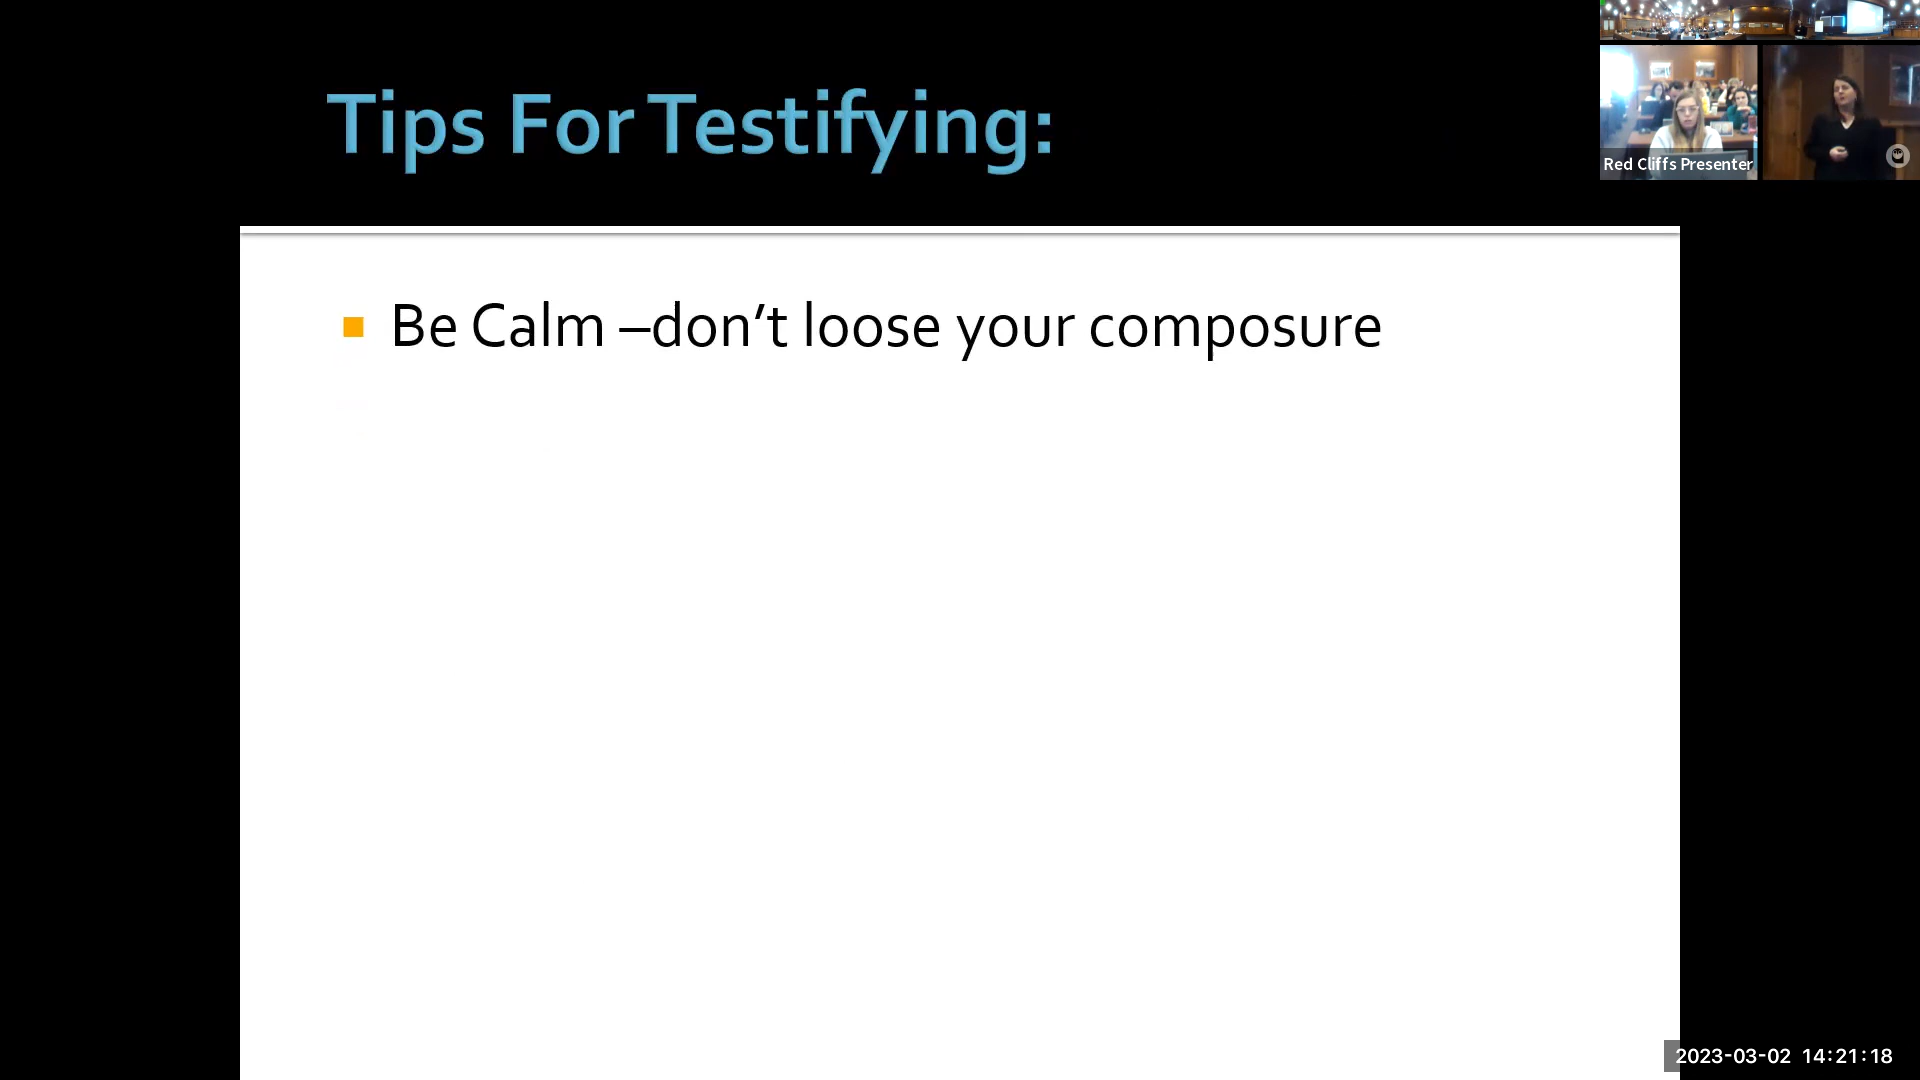 Tips For Testifying:
Red Cliffs Presenter
Be Calm –don’t loose your composure
2023-03-02 14:21:18